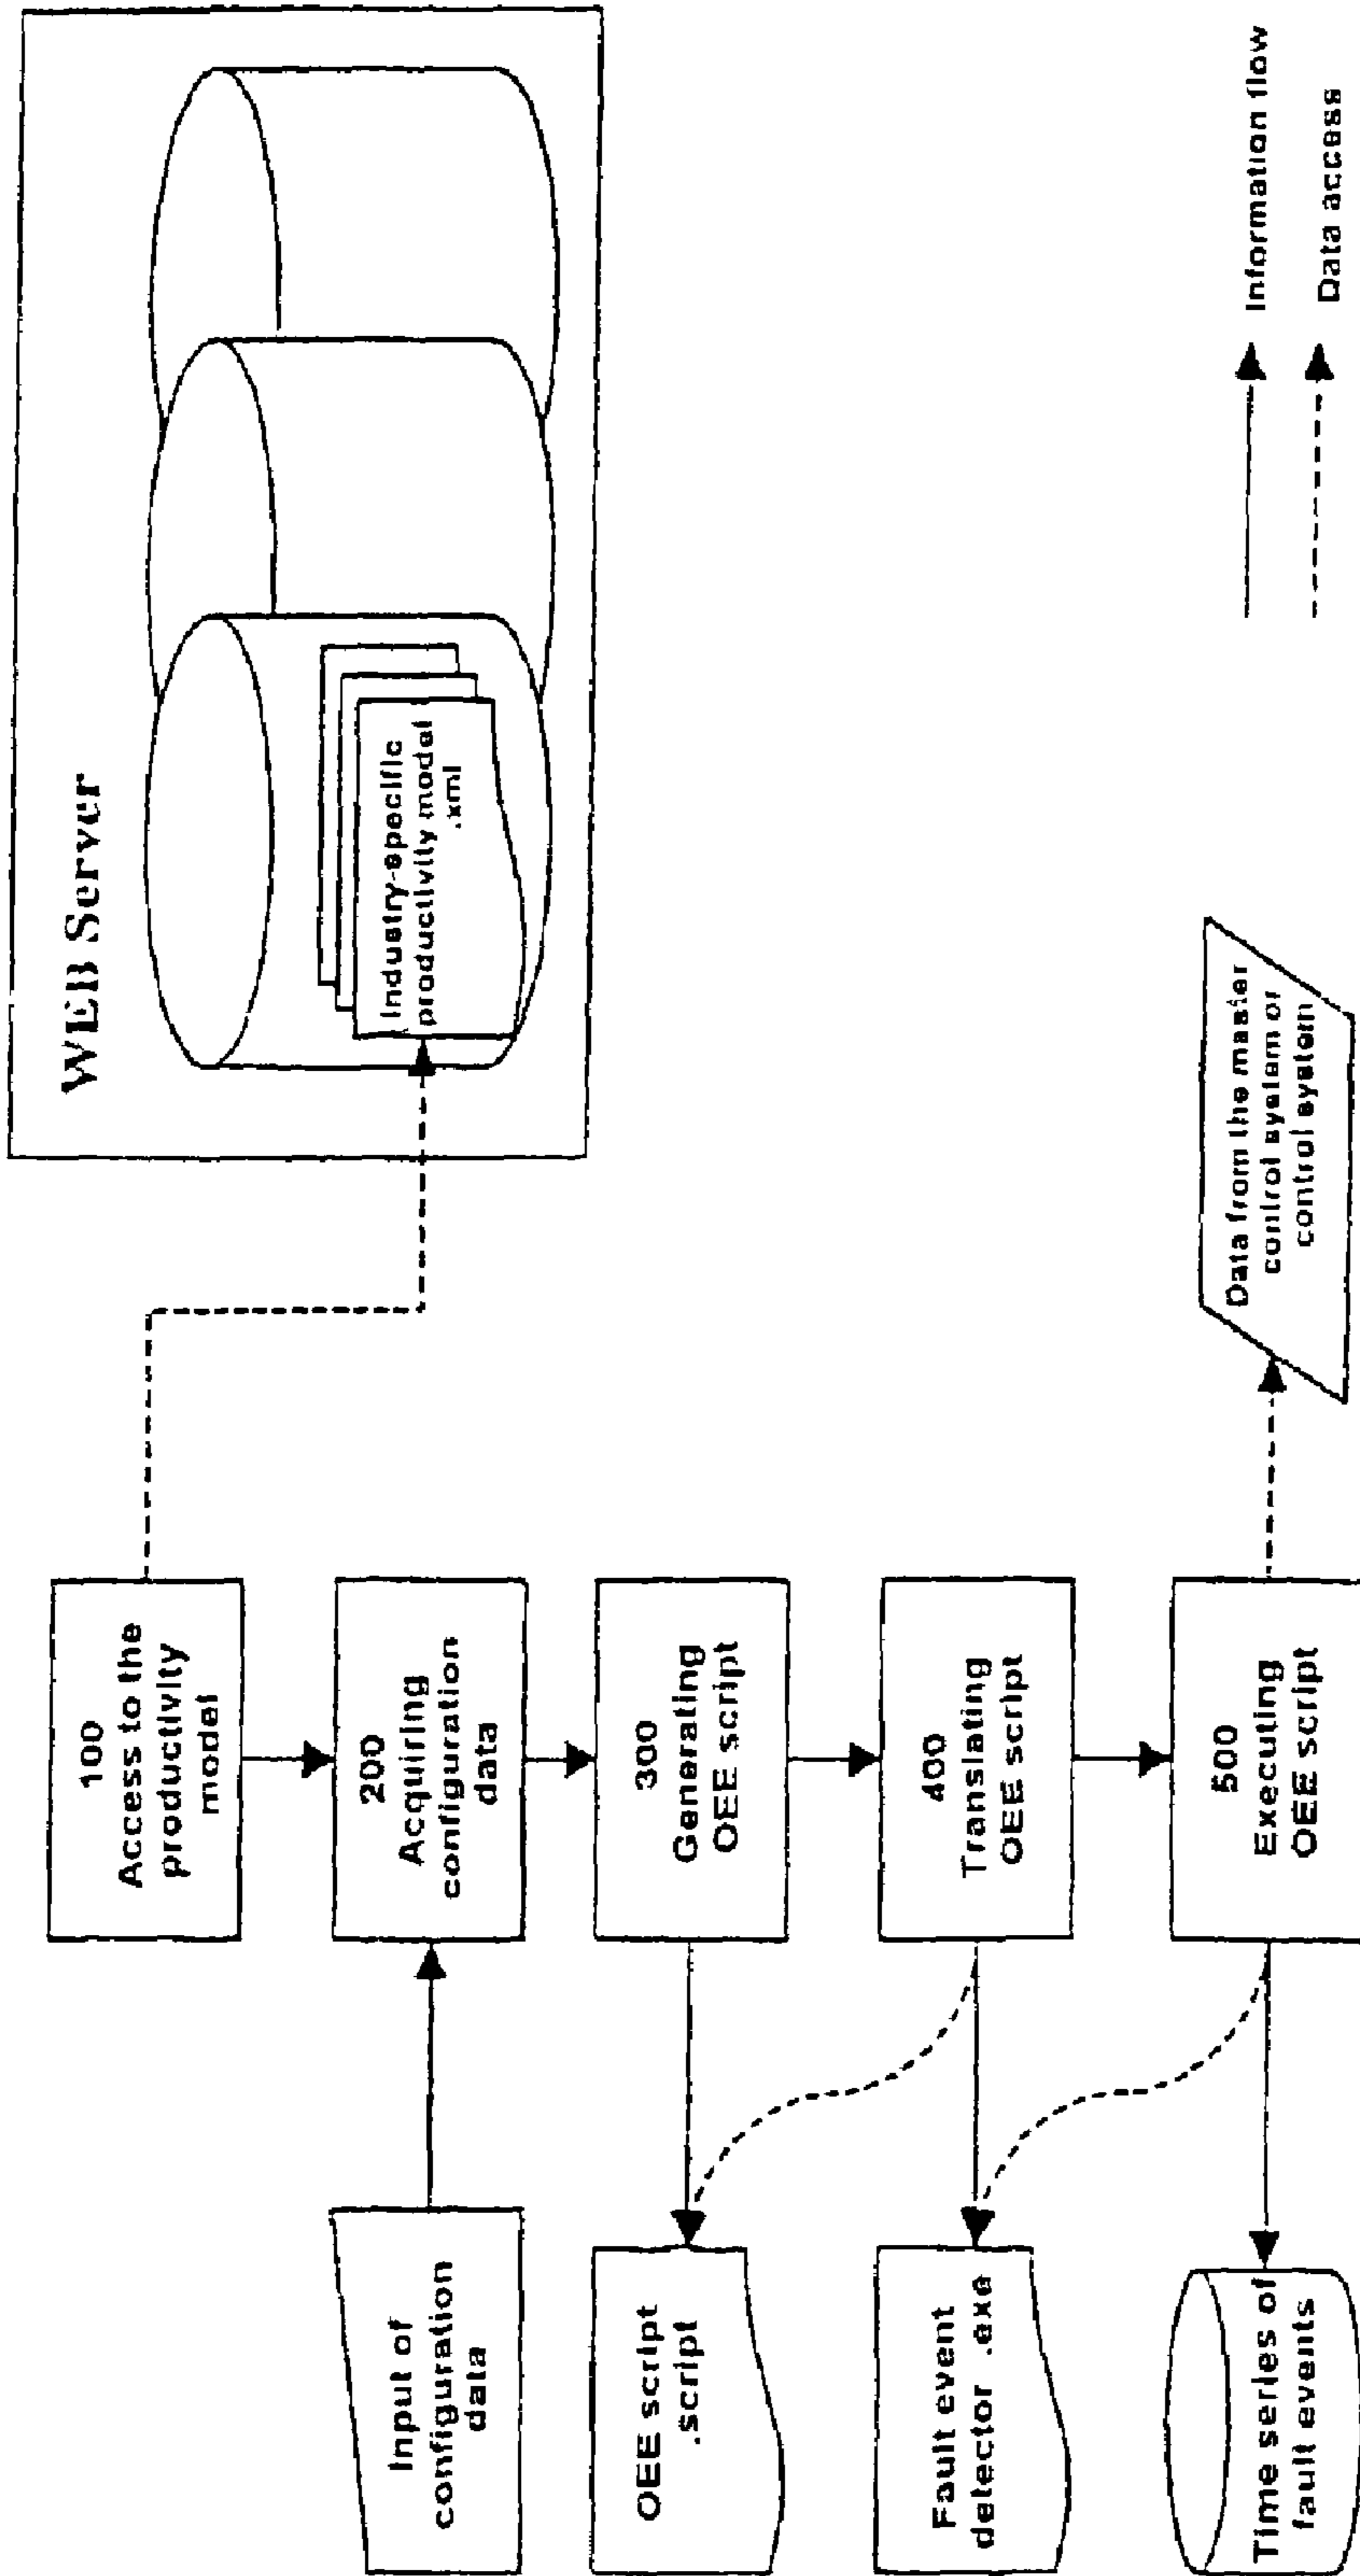 WEB Server
Industry-specific
productivity model
.xml
100
Access to the
productivity
model
Input of
configuration
data
200
Acquiring
configuration
data
OEE script
.script
300
Generating
OEE script
Fault event
detector .exe
400
Translating
OEE script
Time series of
fault events
500
Executing
OEE script
Data from the master
control system or
control system
Information flow
Data access